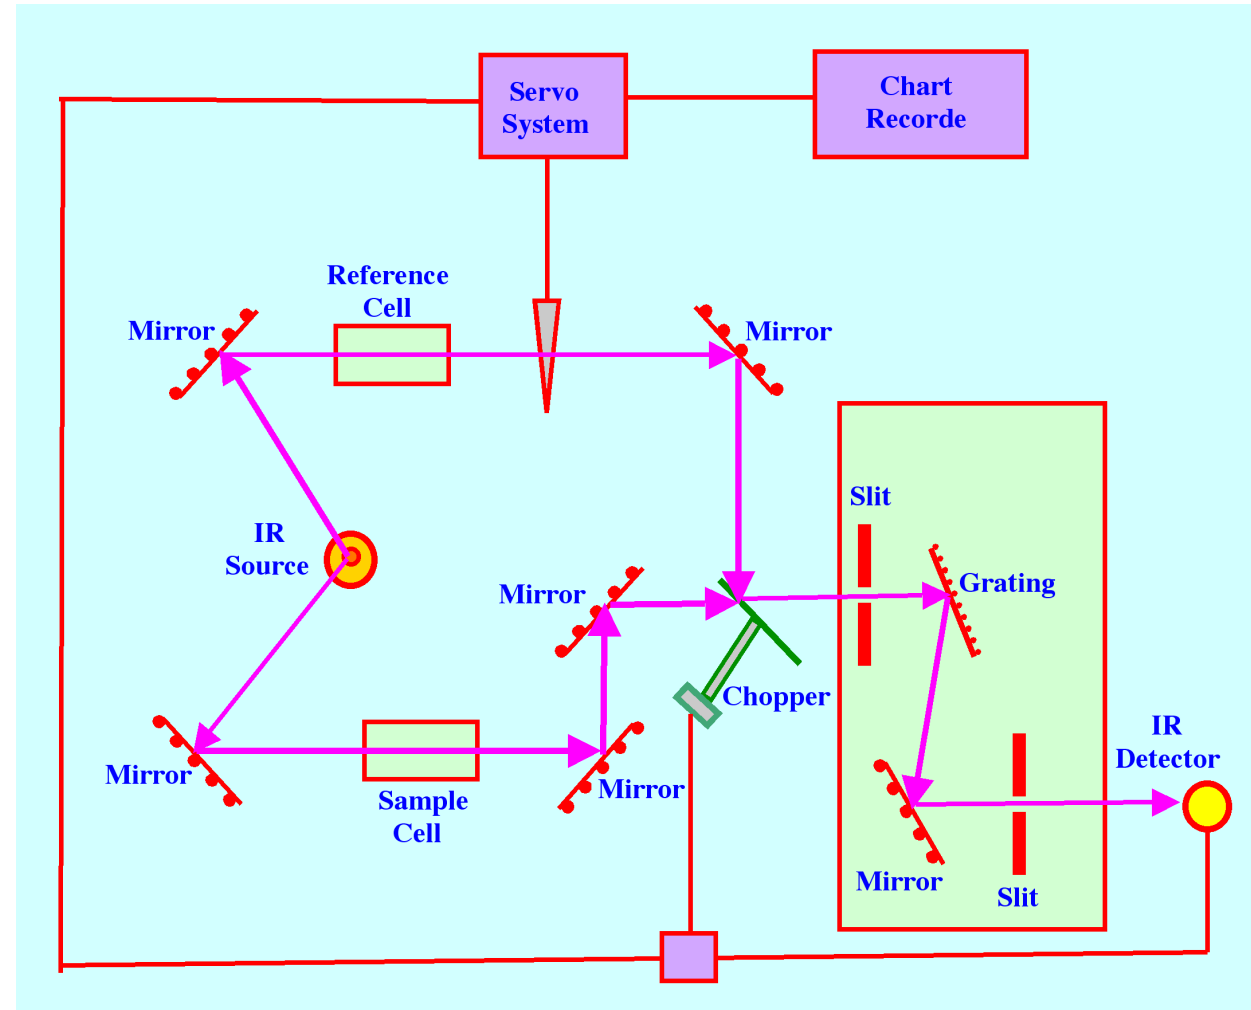 Servo
System
Chart
Recorde
Reference
Cell
Mirror
Mirror
IR
Source
Slit
Mirror
Grating
Chopper
IR
Detector
Mirror
Sample
Cell
Mirror
Mirror
Slit